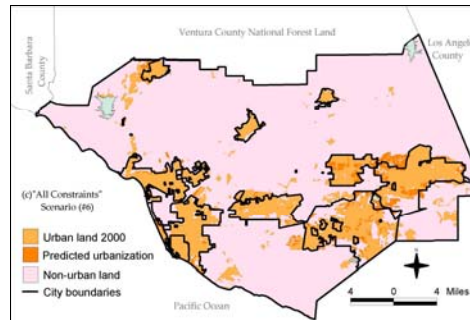 Ventura County National Forest Land
Santa Barbara
County
Los Angeles
County
(c)"All Constraints"
Scenario (#6)
Urban land 2000
Predicted urbanization
Non-urban land
City boundaries
Pacific Ocean
N
4 0 4 Miles